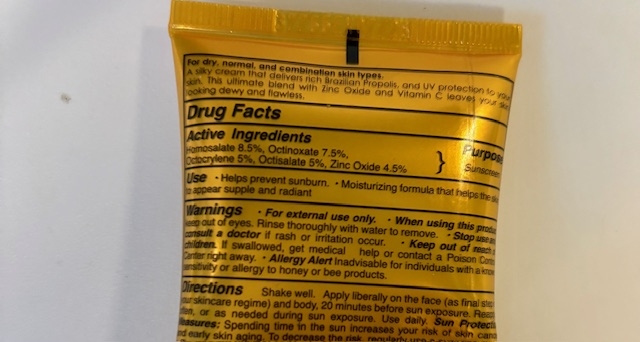 For dry, normal, and combination skin types.
A silky cream that delivers rich Brazilian Propolis, and UV protection to your
skin. This ultimate blend with Zinc Oxide and Vitamin C leaves your skin
looking dewy and flawless.
Drug Facts
Active Ingredients
Homosalate 8.5%, Octinoxate 7.5%,
Octocrylene 5%, Octisalate 5%, Zinc Oxide 4.5%
} Purpose
Sunscreen
Use • Helps prevent sunburn. • Moisturizing formula that helps the skin
to appear supple and radiant
Warnings • For external use only. • When using this product
keep out of eyes. Rinse thoroughly with water to remove. • Stop use and
consult a doctor if rash or irritation occur. • Keep out of reach
children. If swallowed, get medical help or contact a Poison Control
Center right away. • Allergy Alert Inadvisable for individuals with a known
sensitivity or allergy to honey or bee products.
Directions Shake well. Apply liberally on the face (as final step
your skincare regime) and body, 20 minutes before sun exposure.
or as needed during sun exposure. Use daily. Sun Protection
Measures: Spending time in the sun increases your risk of skin cancer
and early skin aging. To decrease the risk, regularly use